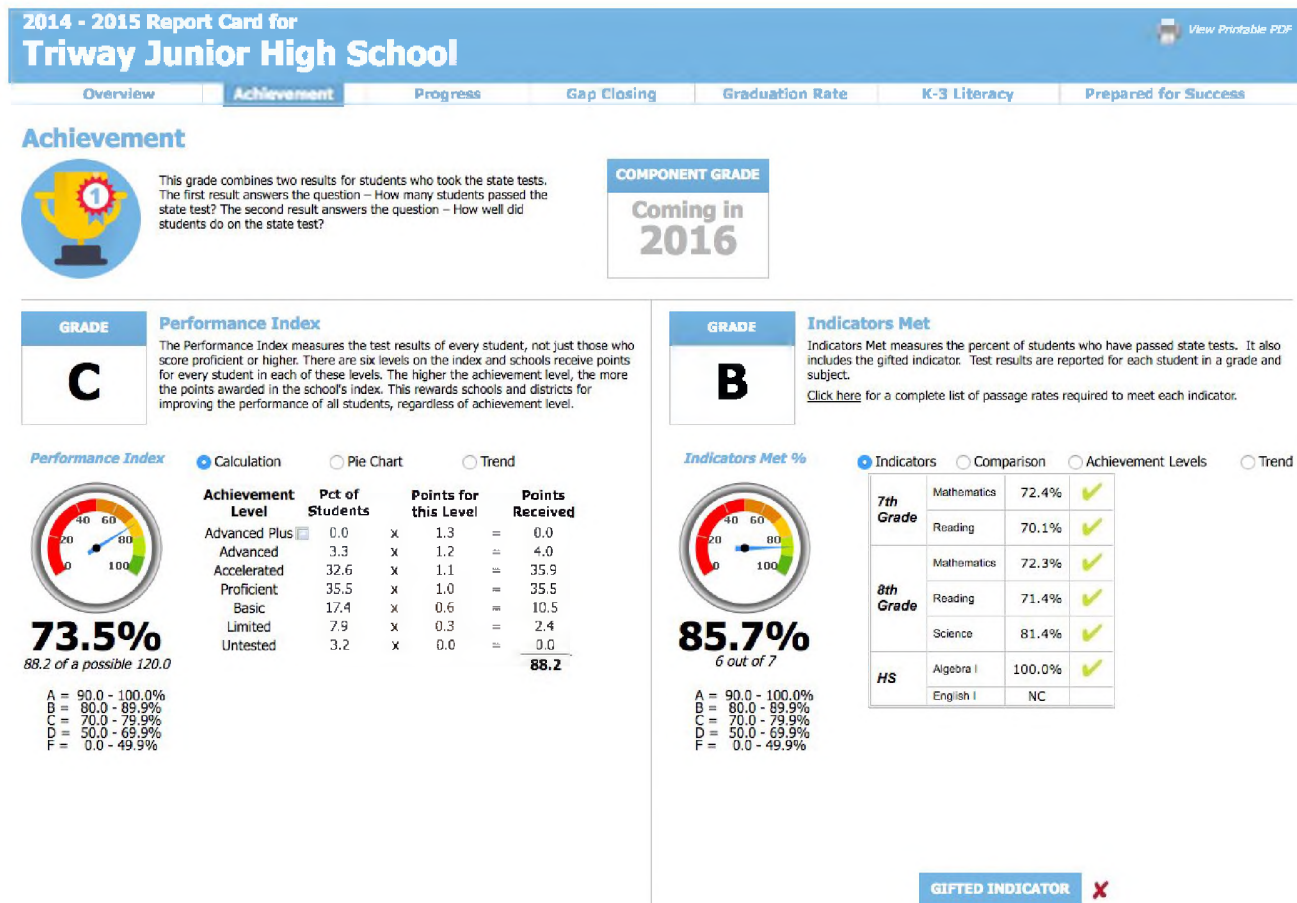 2014 - 2015 Report Card for
Triway Junior High School
View Printable PDF
Overview Achievement Progress Gap Closing Graduation Rate K-3 Literacy Prepared for Success
Achievement
1
This grade combines two results for students who took the state tests.
The first result answers the question – How many students passed the
state test? The second result answers the question – How well did
students do on the state test?
COMPONENT GRADE
Coming in
2016
GRADE
C
Performance Index
The Performance Index measures the test results of every student, not just those who
score proficient or higher. There are six levels on the index and schools receive points
for every student in each of these levels. The higher the achievement level, the more
the points awarded in the school's index. This rewards schools and districts for
improving the performance of all students, regardless of achievement level.
Performance Index
0 20 40 60 80 100
73.5%
88.2 of a possible 120.0
A = 90.0 - 100.0%
B = 80.0 - 89.9%
C = 70.0 - 79.9%
D = 50.0 - 69.9%
F = 0.0 - 49.9%
Calculation Pie Chart Trend
Achievement Pct of Points for Points
Level Students this Level Received
Advanced Plus 0.0 x 1.3 = 0.0
Advanced 3.3 x 1.2 = 4.0
Accelerated 32.6 x 1.1 = 35.9
Proficient 35.5 x 1.0 = 35.5
Basic 17.4 x 0.6 = 10.5
Limited 7.9 x 0.3 = 2.4
Untested 3.2 x 0.0 = 0.0
88.2
GRADE
B
Indicators Met
Indicators Met measures the percent of students who have passed state tests. It also
includes the gifted indicator. Test results are reported for each student in a grade and
subject.
Click here for a complete list of passage rates required to meet each indicator.
Indicators Met %
0 20 40 60 80 100
85.7%
6 out of 7
A = 90.0 - 100.0%
B = 80.0 - 89.9%
C = 70.0 - 79.9%
D = 50.0 - 69.9%
F = 0.0 - 49.9%
Indicators Comparison Achievement Levels Trend
7th Grade
Mathematics 72.4%
Reading 70.1%
8th Grade
Mathematics 72.3%
Reading 71.4%
Science 81.4%
HS
Algebra I 100.0%
English I NC
GIFTED INDICATOR